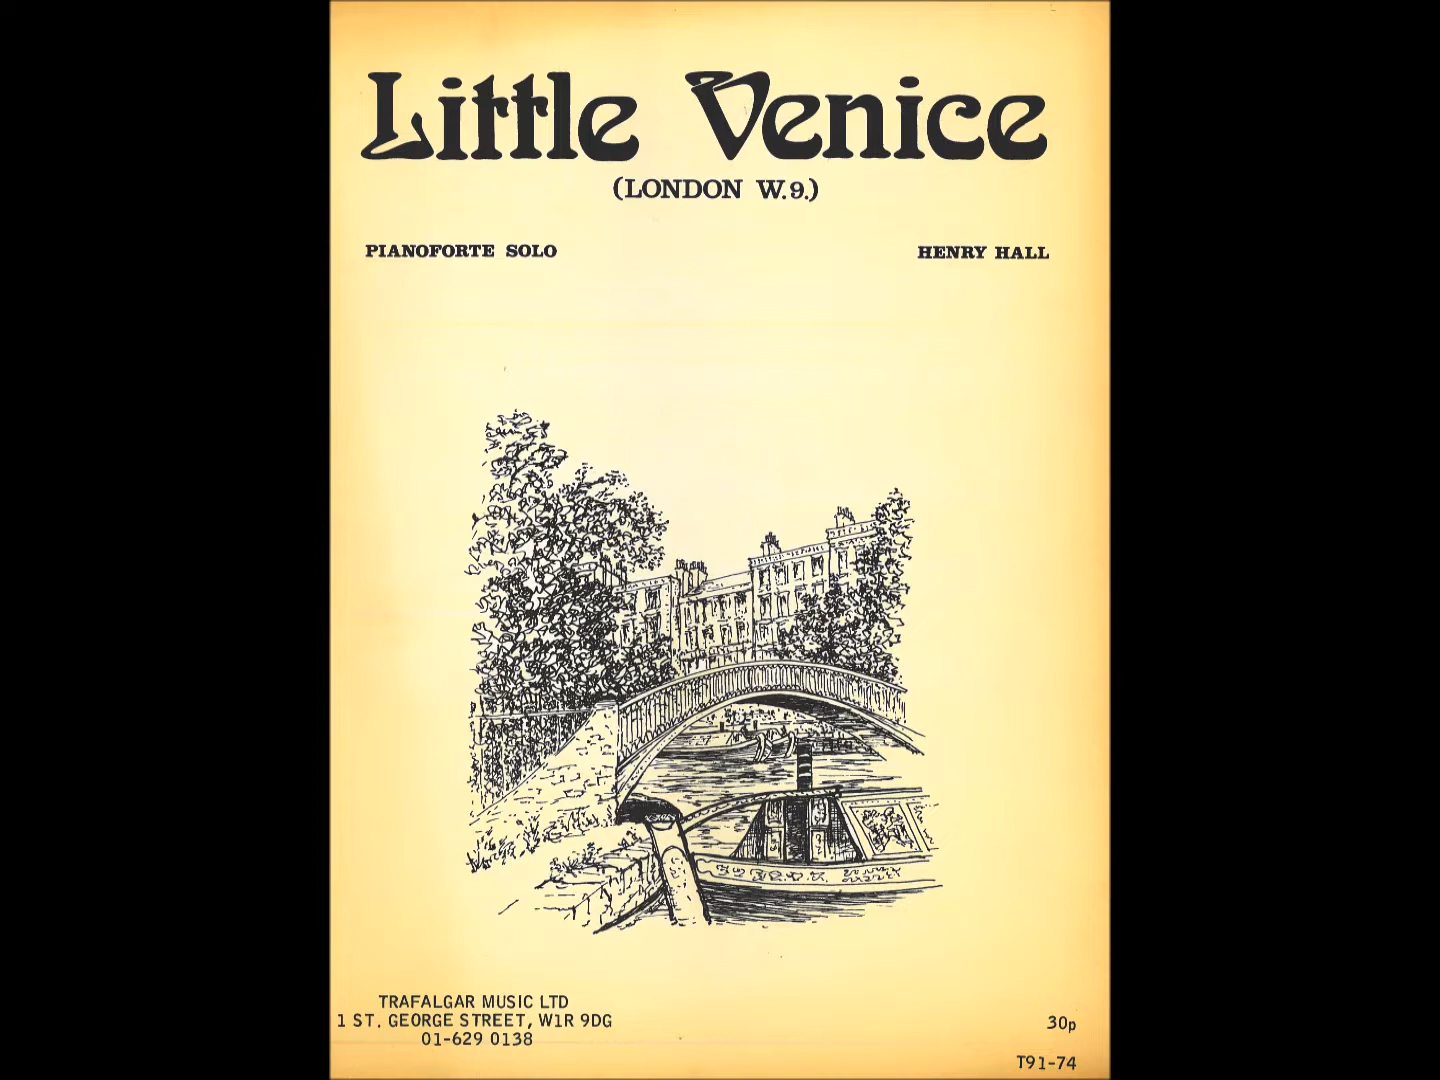 Little Venice
(LONDON W.9.)
PIANOFORTE SOLO
HENRY HALL
TRAFALGAR MUSIC LTD
1 ST. GEORGE STREET, W1R 9DG
01-629 0138
30p
T91-74